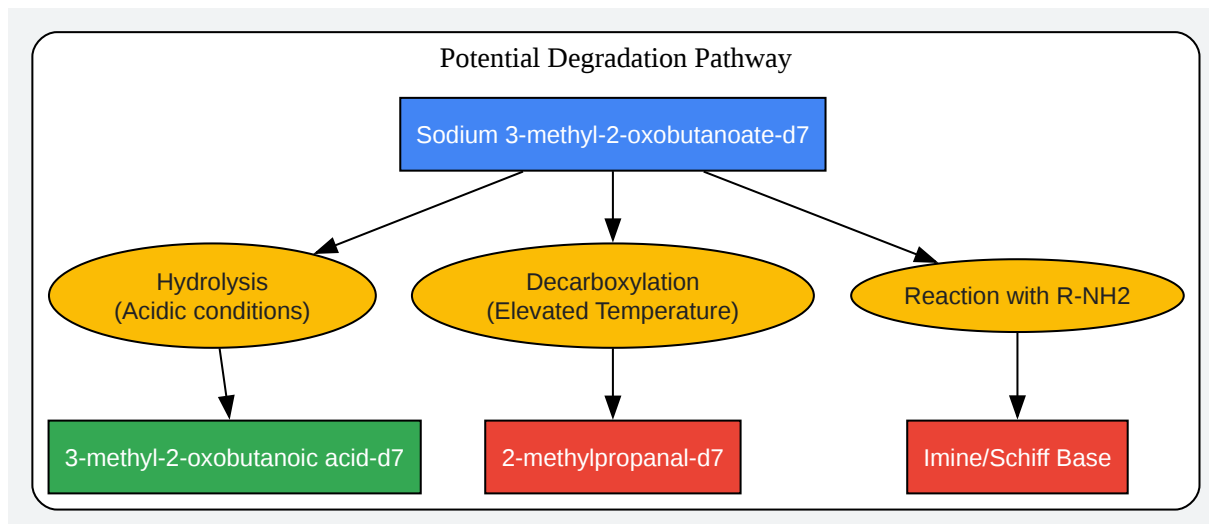 Potential Degradation Pathway
Sodium 3-methyl-2-oxobutanoate-d7
Hydrolysis
(Acidic conditions)
Decarboxylation
(Elevated Temperature)
Reaction with R-NH2
3-methyl-2-oxobutanoic acid-d7
2-methylpropanal-d7
Imine/Schiff Base